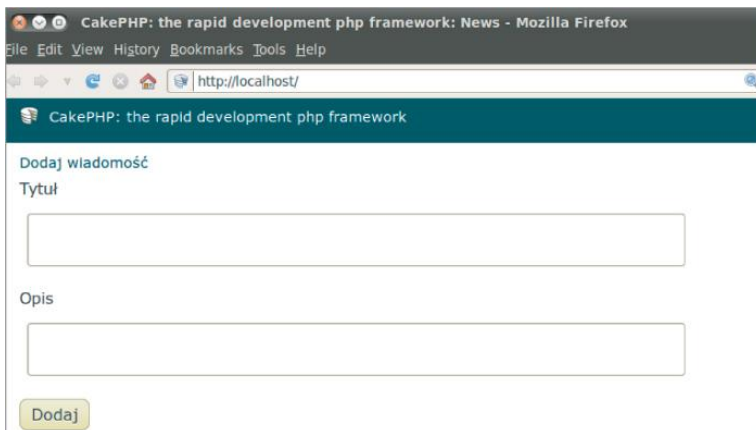 CakePHP: the rapid development php framework: News - Mozilla Firefox
File Edit View History Bookmarks Tools Help
http://localhost/
CakePHP: the rapid development php framework
Dodaj wiadomość
Tytuł
Opis
Dodaj